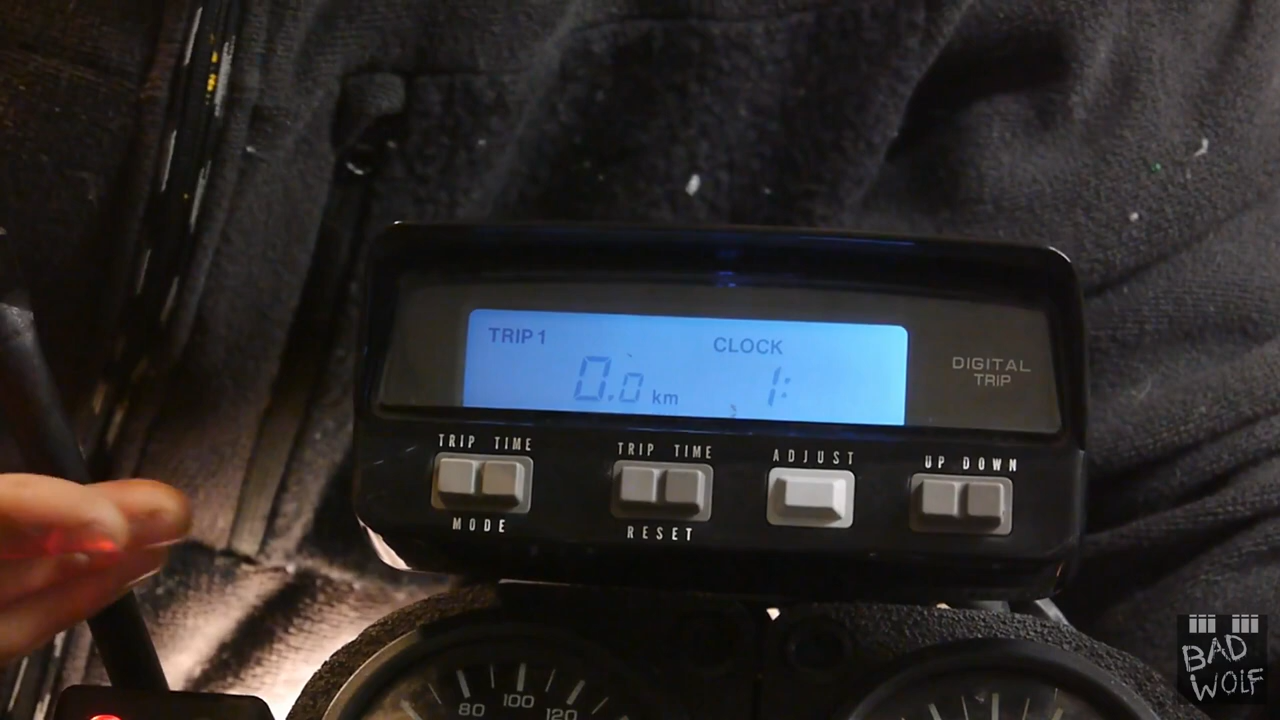 TRIP 1 CLOCK
0.0 km 1:
DIGITAL
TRIP
TRIP TIME TRIP TIME ADJUST UP DOWN
MODE RESET
80 100 120
BAD
WOLF